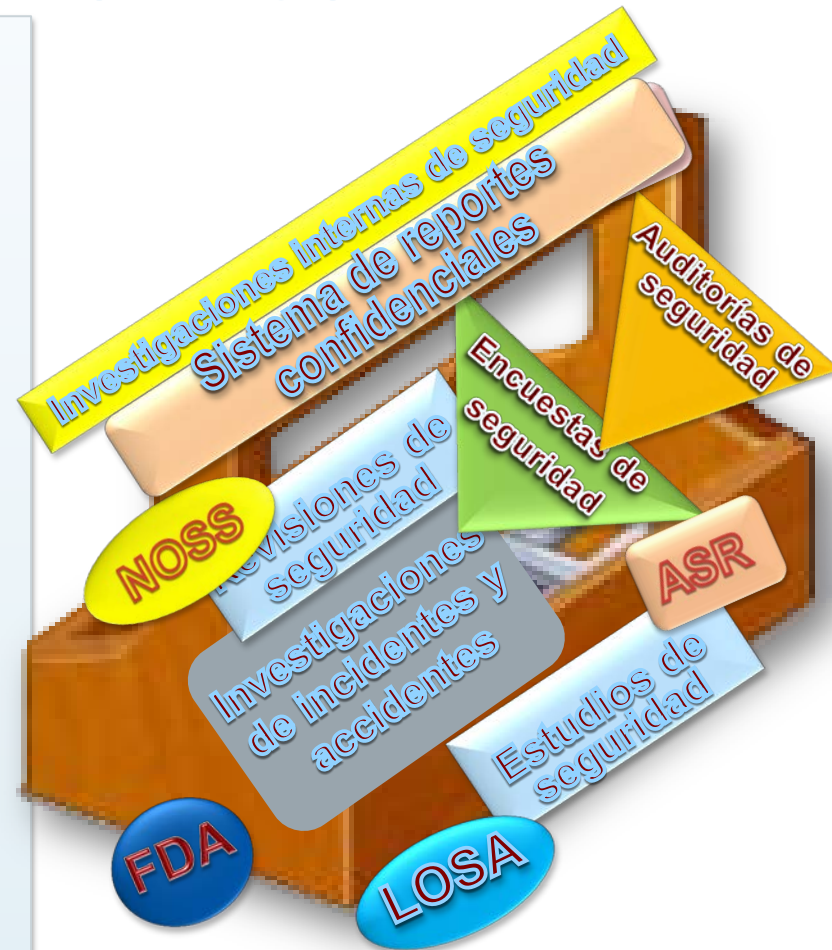 Investigaciones internas de seguridad
Sistema de reportes
confidenciales
Auditorías de
seguridad
Encuestas de
seguridad
Revisiones de
seguridad
NOSS
ASR
Investigaciones
de incidentes y
accidentes
Estudios de
seguridad
FDA
LOSA